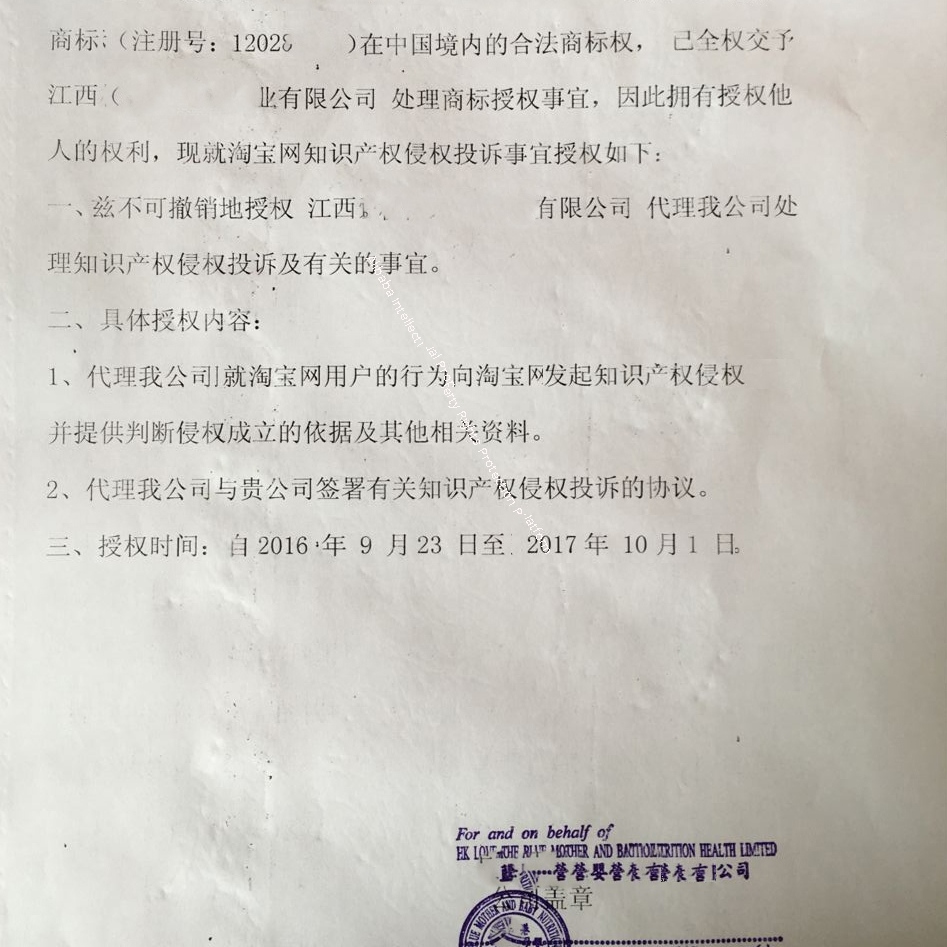 商标（注册号：12028）在中国境内的合法商标权， 已全权交予
江西（ 业有限公司 处理商标授权事宜，因此拥有授权他
人的权利，现就淘宝网知识产权侵权投诉事宜授权如下：
一、兹不可撤销地授权 江西 有限公司 代理我公司处
理知识产权侵权投诉及有关的事宜。
二、具体授权内容：
1、代理我公司就淘宝网用户的行为向淘宝网发起知识产权侵权
并提供判断侵权成立的依据及其他相关资料。
2、代理我公司与贵公司签署有关知识产权侵权投诉的协议。
三、授权时间：自 2016 年 9 月 23 日至 2017 年 10 月 1 日。
Intellectual Property Rights Protection Platform
For and on behalf of
HK MOTHER AND HEALTH LIMITED
公司
盖章
MOTHER AND BABY